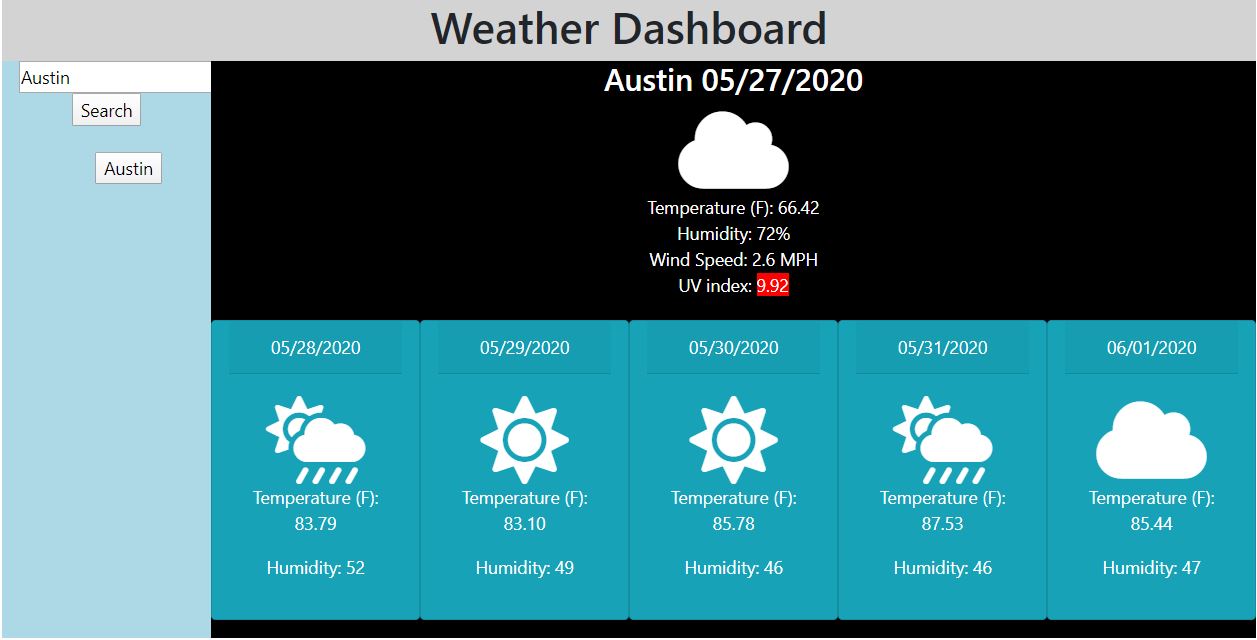 Weather Dashboard
Austin
Search
Austin
Austin 05/27/2020
Temperature (F): 66.42
Humidity: 72%
Wind Speed: 2.6 MPH
UV index: 9.92
05/28/2020
Temperature (F):
83.79
Humidity: 52
05/29/2020
Temperature (F):
83.10
Humidity: 49
05/30/2020
Temperature (F):
85.78
Humidity: 46
05/31/2020
Temperature (F):
87.53
Humidity: 46
06/01/2020
Temperature (F):
85.44
Humidity: 47